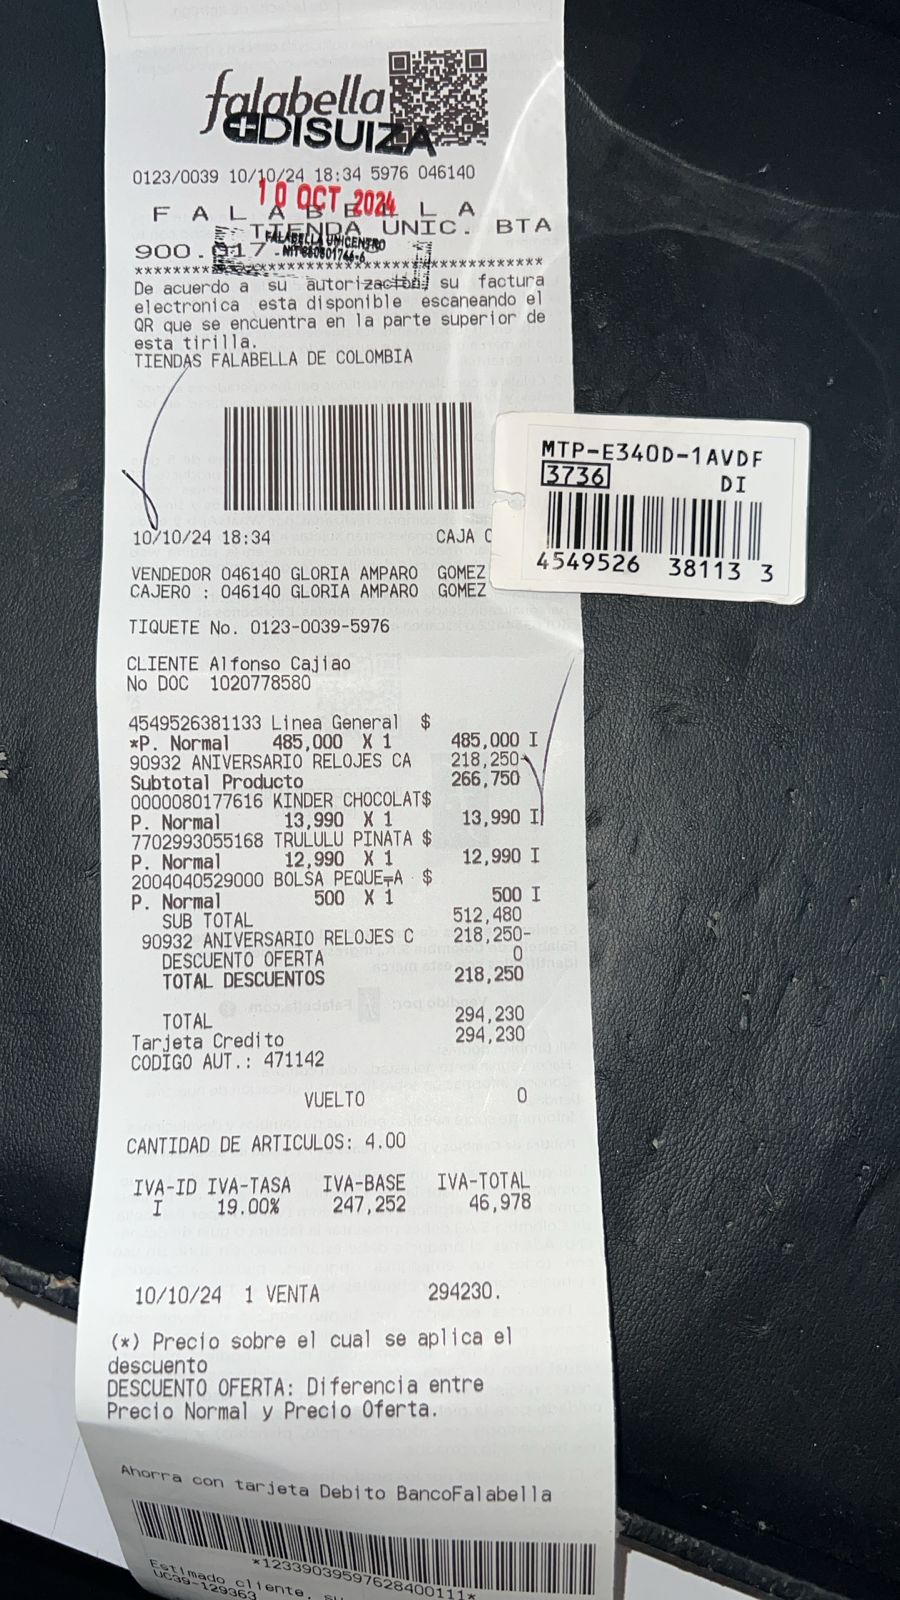 falabella
DISUIZA
0123/0039 10/10/24 18:34 5976 046140
10 OCT 2024
F A L A B E L L A
TIENDA UNIC. BTA
FALABELLA UNICENTRO
900. 017.
*******************************************
De acuerdo a su autorizacion, su factura
electronica esta disponible escaneando el
QR que se encuentra en la parte superior de
esta tirilla.
TIENDAS FALABELLA DE COLOMBIA
MTP-E340D-1AVDF
3736 DI
4549526 38113 3
10/10/24 18:34 CAJA
VENDEDOR 046140 GLORIA AMPARO GOMEZ
CAJERO : 046140 GLORIA AMPARO GOMEZ
TIQUETE No. 0123-0039-5976
CLIENTE Alfonso Cajiao
No DOC 1020778580
4549526381133 Linea General $
*P. Normal 485,000 X 1 485,000 I
90932 ANIVERSARIO RELOJES CA 218,250-
Subtotal Producto 266,750
0000080177616 KINDER CHOCOLAT$
P. Normal 13,990 X 1 13,990 I
7702993055168 TRULULU PINATA $
P. Normal 12,990 X 1 12,990 I
2004040529000 BOLSA PEQUE╤A $
P. Normal 500 X 1 500 I
SUB TOTAL 512,480
90932 ANIVERSARIO RELOJES C 218,250-
DESCUENTO OFERTA 0
TOTAL DESCUENTOS 218,250
TOTAL 294,230
Tarjeta Credito 294,230
CODIGO AUT.: 471142
VUELTO 0
CANTIDAD DE ARTICULOS: 4.00
IVA-ID IVA-TASA IVA-BASE IVA-TOTAL
I 19.00% 247,252 46,978
10/10/24 1 VENTA 294230.
(*) Precio sobre el cual se aplica el
descuento
DESCUENTO OFERTA: Diferencia entre
Precio Normal y Precio Oferta.
Ahorra con tarjeta Debito BancoFalabella
*12339039597628400111*
Estimado cliente, su
UC39-129363